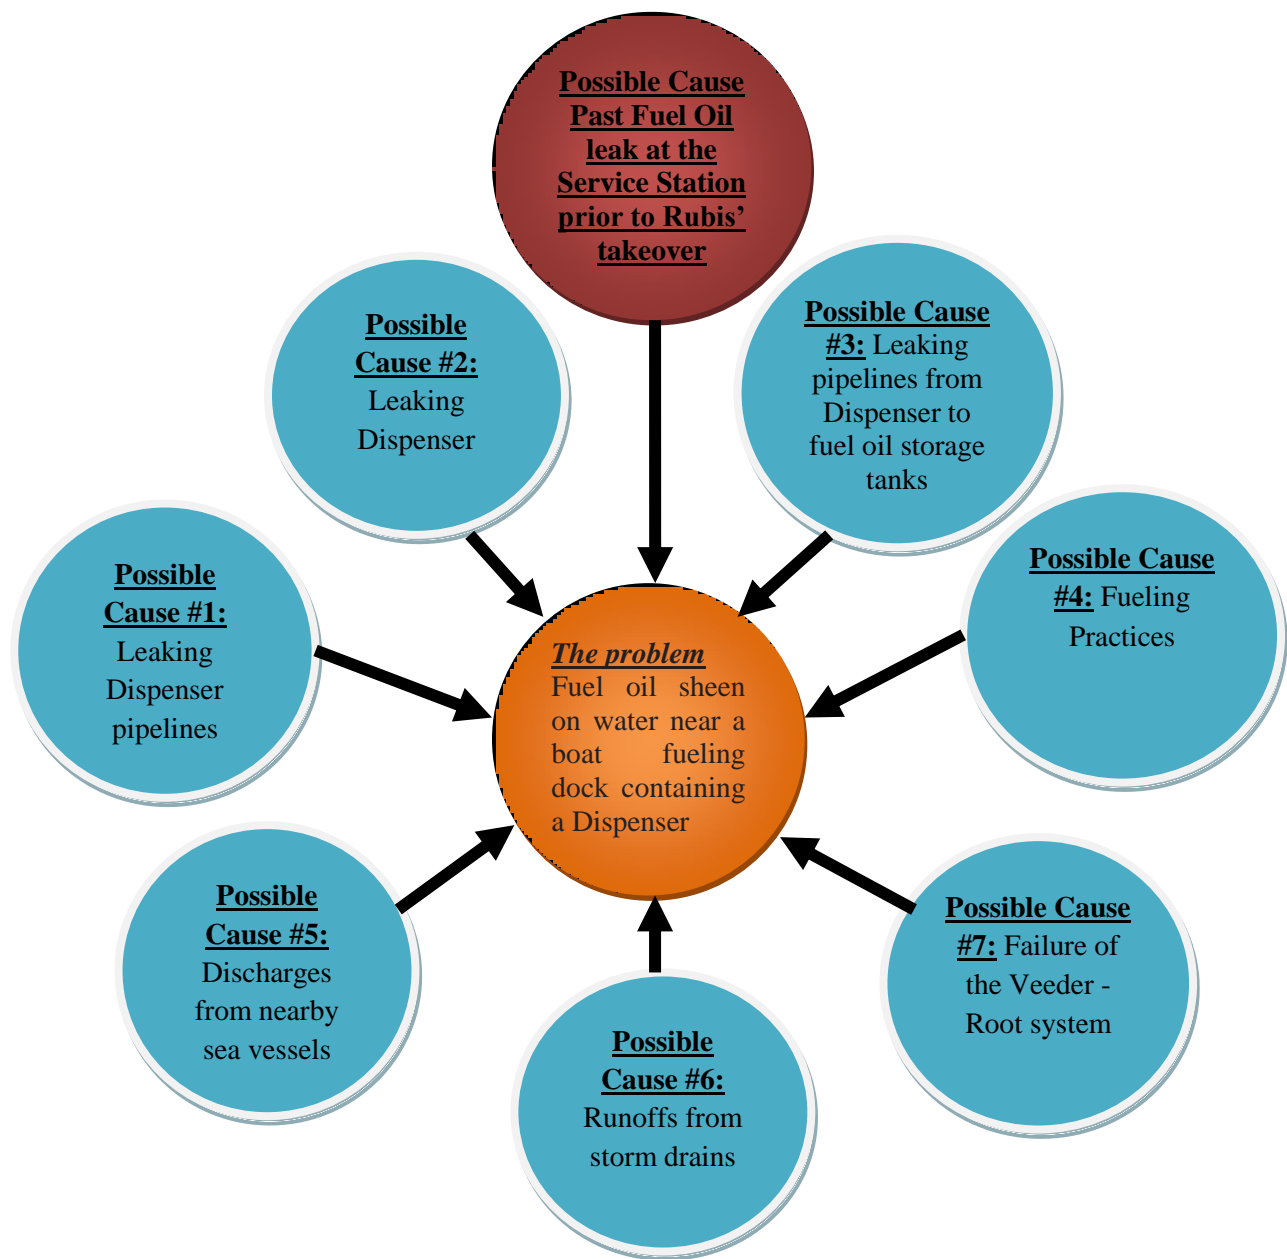 Possible Cause
Past Fuel Oil
leak at the
Service Station
prior to Rubis’
takeover
Possible
Cause #2:
Leaking
Dispenser
Possible Cause
#3: Leaking
pipelines from
Dispenser to
fuel oil storage
tanks
Possible
Cause #1:
Leaking
Dispenser
pipelines
Possible Cause
#4: Fueling
Practices
The problem
Fuel oil sheen
on water near a
boat fueling
dock containing
a Dispenser
Possible
Cause #5:
Discharges
from nearby
sea vessels
Possible Cause
#7: Failure of
the Veeder -
Root system
Possible
Cause #6:
Runoffs from
storm drains